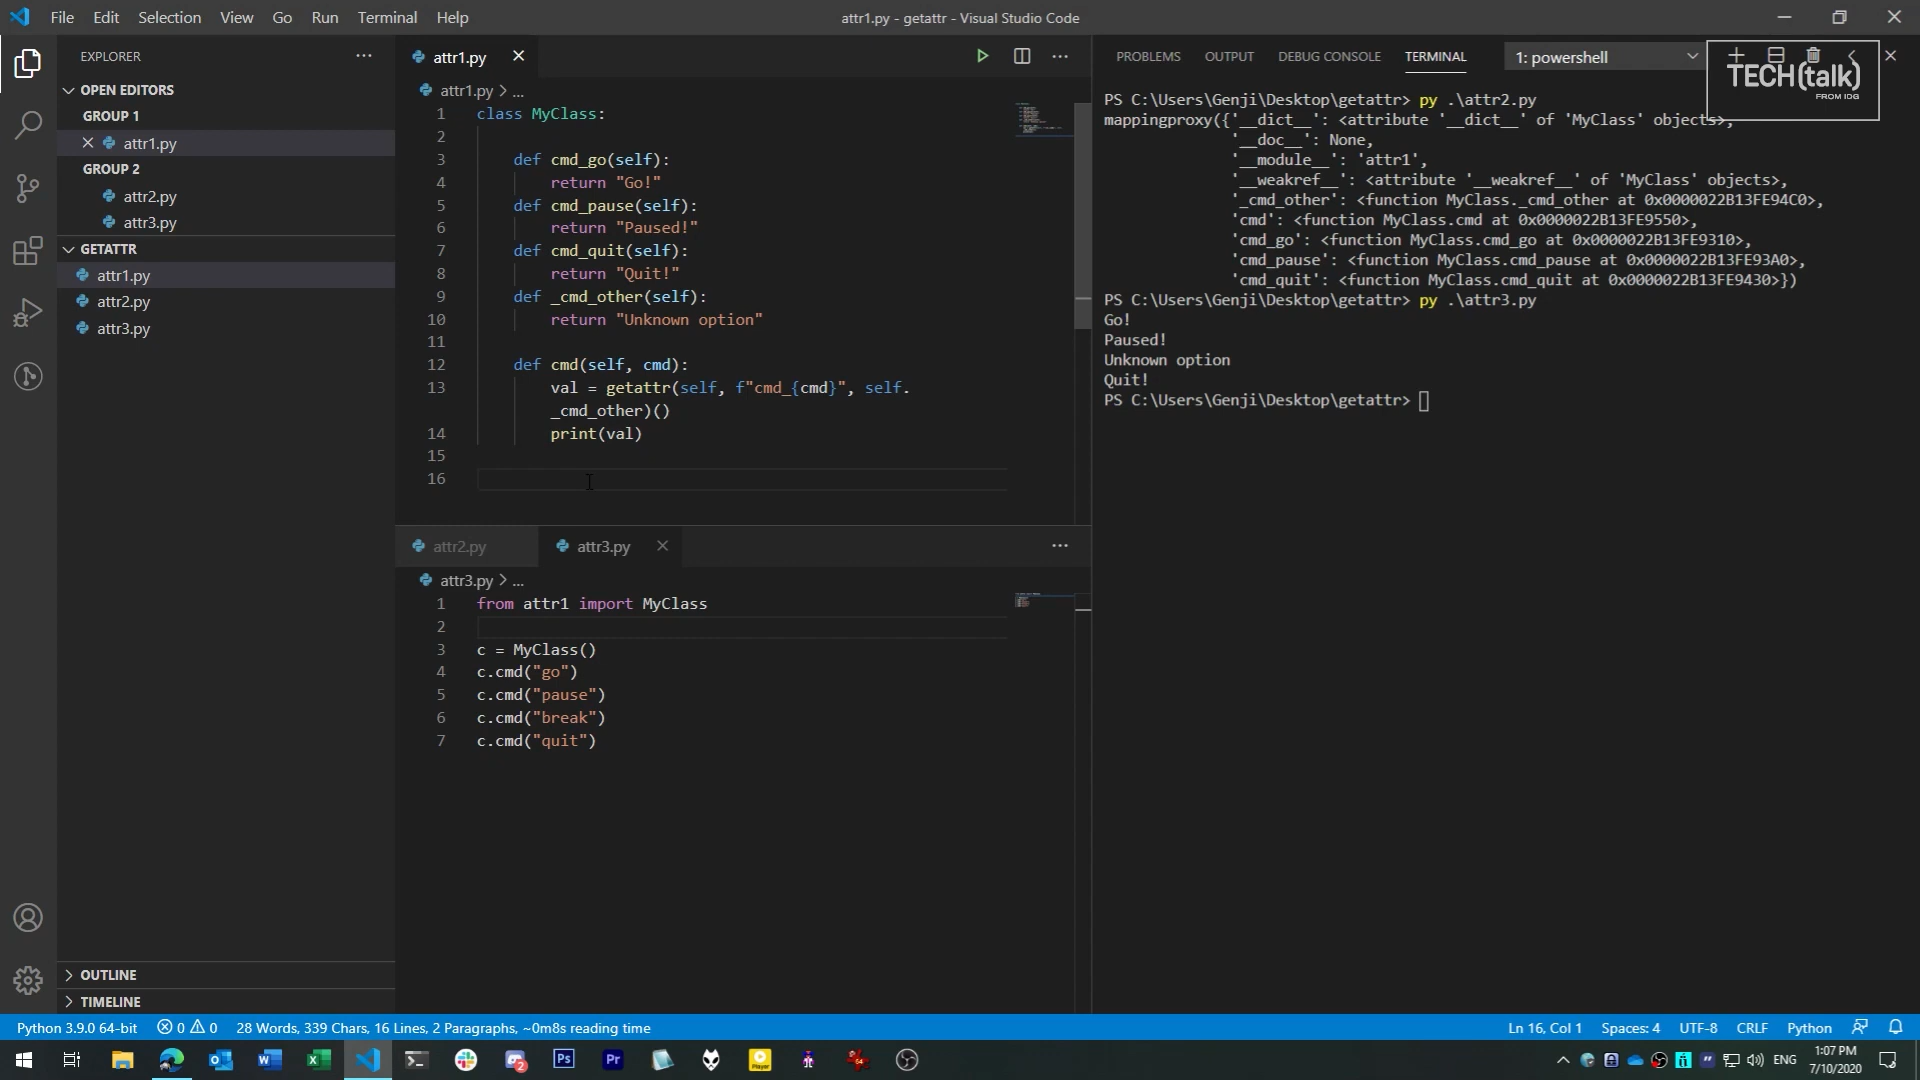 File Edit Selection View Go Run Terminal Help
attr1.py - getattr - Visual Studio Code
EXPLORER
OPEN EDITORS
GROUP 1
attr1.py
GROUP 2
attr2.py
attr3.py
GETATTR
attr1.py
attr2.py
attr3.py
OUTLINE
TIMELINE
attr1.py
attr1.py > ...
1 class MyClass:
2
3 def cmd_go(self):
4 return "Go!"
5 def cmd_pause(self):
6 return "Paused!"
7 def cmd_quit(self):
8 return "Quit!"
9 def _cmd_other(self):
10 return "Unknown option"
11
12 def cmd(self, cmd):
13 val = getattr(self, f"cmd_{cmd}", self.
_cmd_other)()
14 print(val)
15
16
attr2.py attr3.py
attr3.py > ...
1 from attr1 import MyClass
2
3 c = MyClass()
4 c.cmd("go")
5 c.cmd("pause")
6 c.cmd("break")
7 c.cmd("quit")
PROBLEMS OUTPUT DEBUG CONSOLE TERMINAL 1: powershell
TECH(talk)
FROM IDG
PS C:\Users\Genji\Desktop\getattr> py .\attr2.py
mappingproxy({'__dict__': <attribute '__dict__' of 'MyClass' objects>,
'__doc__': None,
'__module__': 'attr1',
'__weakref__': <attribute '__weakref__' of 'MyClass' objects>,
'_cmd_other': <function MyClass._cmd_other at 0x0000022B13FE94C0>,
'cmd': <function MyClass.cmd at 0x0000022B13FE9550>,
'cmd_go': <function MyClass.cmd_go at 0x0000022B13FE9310>,
'cmd_pause': <function MyClass.cmd_pause at 0x0000022B13FE93A0>,
'cmd_quit': <function MyClass.cmd_quit at 0x0000022B13FE9430>})
PS C:\Users\Genji\Desktop\getattr> py .\attr3.py
Go!
Paused!
Unknown option
Quit!
PS C:\Users\Genji\Desktop\getattr>
Python 3.9.0 64-bit 0 0 28 Words, 339 Chars, 16 Lines, 2 Paragraphs, ~0m8s reading time
Ln 16, Col 1 Spaces: 4 UTF-8 CRLF Python
Ps Pr Player 64 2
ENG
1:07 PM
7/10/2020